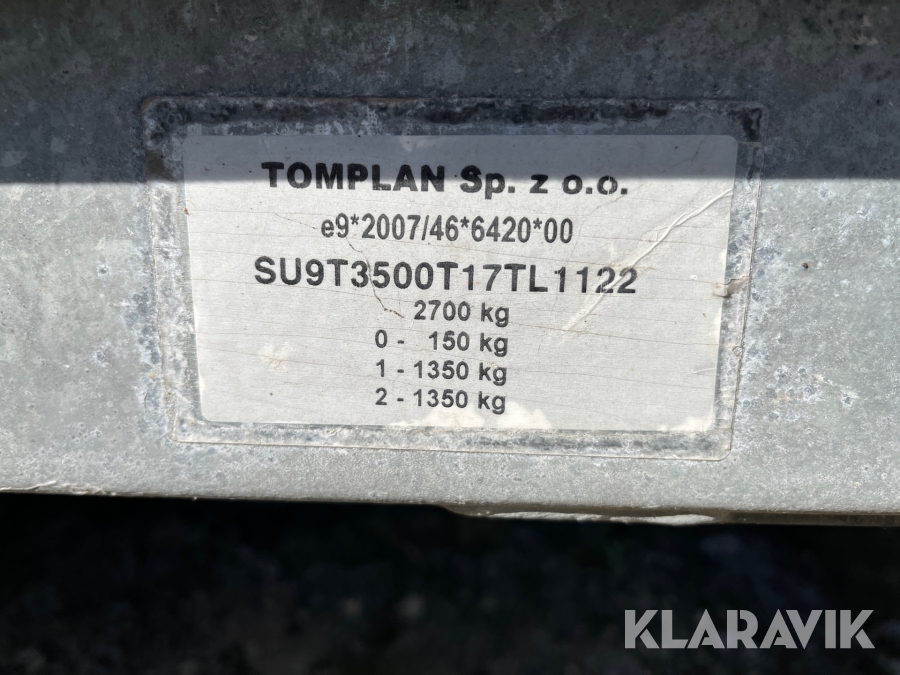 TOMPLAN Sp. z o.o.
e9*2007/46*6420*00
SU9T3500T17TL1122
2700 kg
0 - 150 kg
1 - 1350 kg
2 - 1350 kg
KLARAVIK